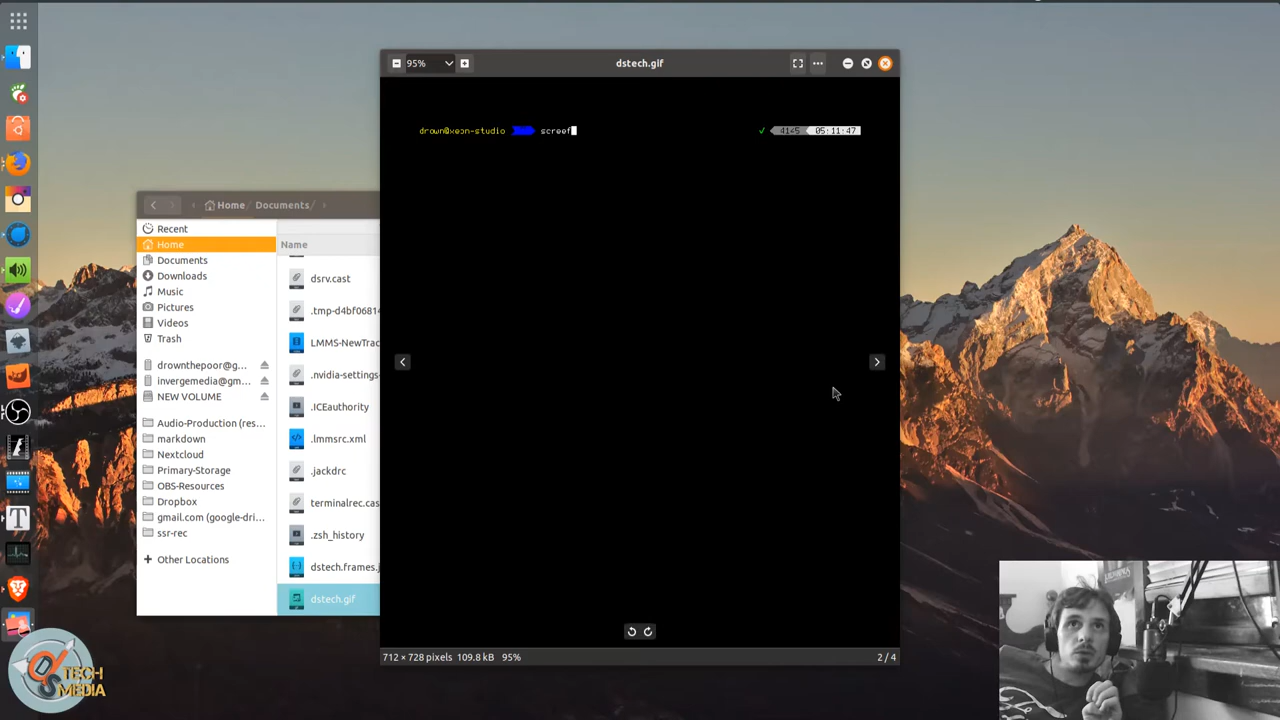 95%
dstech.gif
drown@xeon-studio
screef
✓
4145
05:11:47
Home / Documents /
Recent
Home
Documents
Downloads
Music
Pictures
Videos
Trash
drownthepoor@g...
invergemedia@gm...
NEW VOLUME
Audio-Production (res...
markdown
Nextcloud
Primary-Storage
OBS-Resources
Dropbox
gmail.com (google-dri...
ssr-rec
+ Other Locations
Name
dsrv.cast
.tmp-d4bf0681
LMMS-NewTrac
.nvidia-settings-
.ICEauthority
.lmmsrc.xml
.jackdrc
terminalrec.cas
.zsh_history
dstech.frames.j
dstech.gif
712 × 728 pixels 109.8 kB 95%
2 / 4
DS
TECH
MEDIA